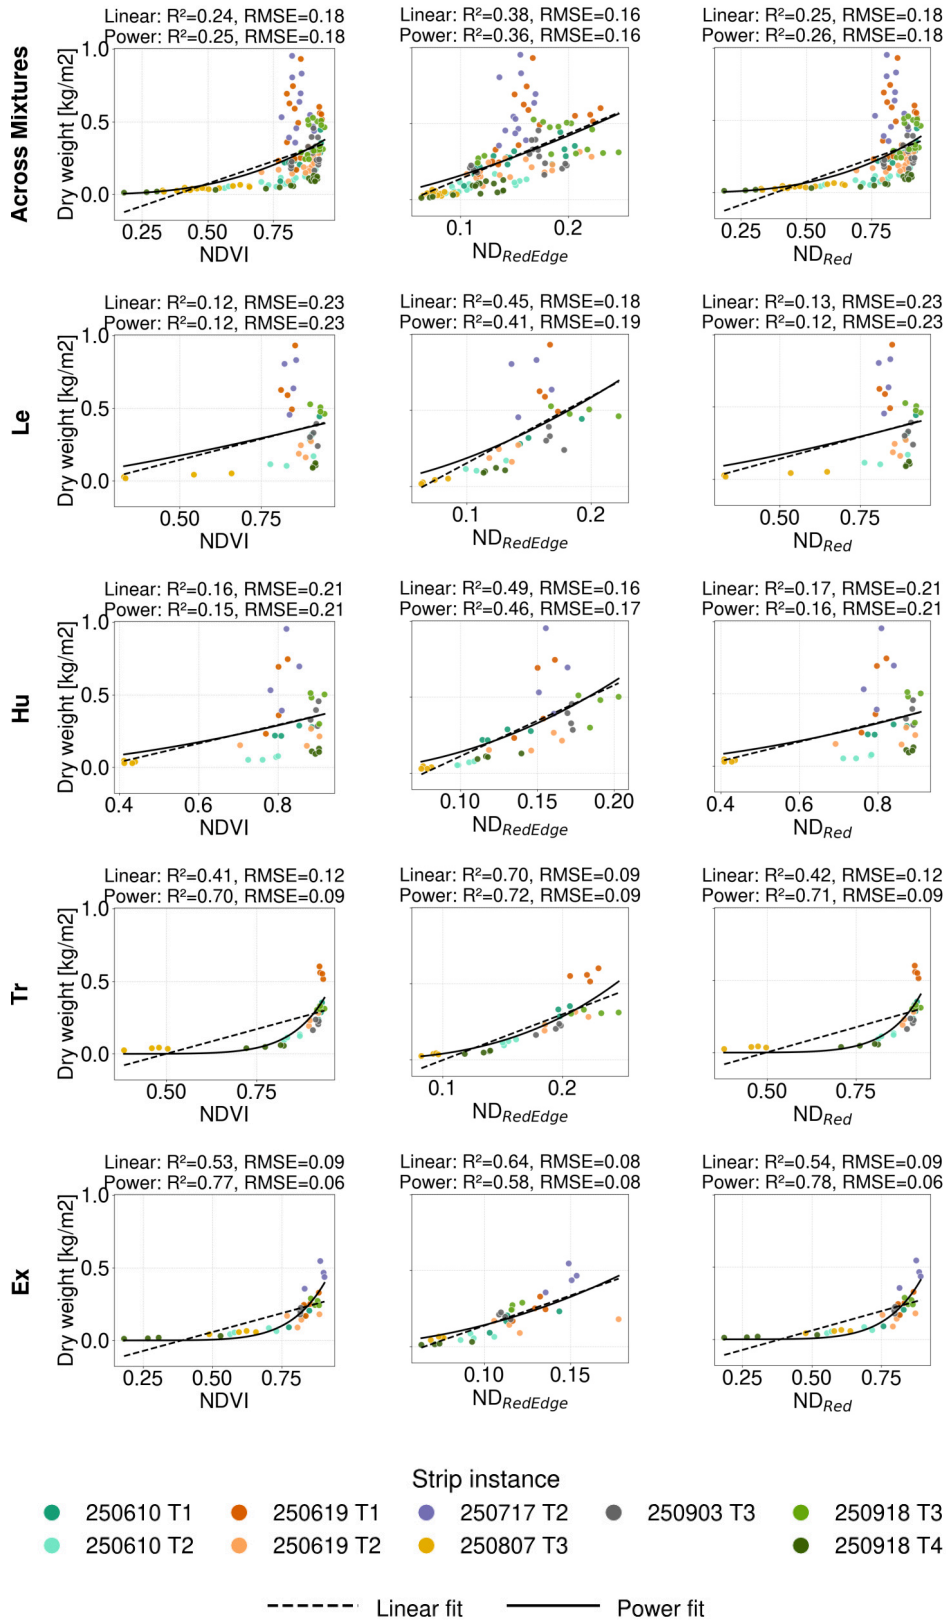 Linear: R²=0.24, RMSE=0.18
Power: R²=0.25, RMSE=0.18
Linear: R²=0.38, RMSE=0.16
Power: R²=0.36, RMSE=0.16
Linear: R²=0.25, RMSE=0.18
Power: R²=0.26, RMSE=0.18
Across Mixtures
Dry weight [kg/m2]
1.0
0.5
0.0
0.25 0.50 0.75
NDVI
0.1 0.2
ND_RedEdge
0.25 0.50 0.75
ND_Red
Linear: R²=0.12, RMSE=0.23
Power: R²=0.12, RMSE=0.23
Linear: R²=0.45, RMSE=0.18
Power: R²=0.41, RMSE=0.19
Linear: R²=0.13, RMSE=0.23
Power: R²=0.12, RMSE=0.23
Le
Dry weight [kg/m2]
1.0
0.5
0.0
0.50 0.75
NDVI
0.1 0.2
ND_RedEdge
0.50 0.75
ND_Red
Linear: R²=0.16, RMSE=0.21
Power: R²=0.15, RMSE=0.21
Linear: R²=0.49, RMSE=0.16
Power: R²=0.46, RMSE=0.17
Linear: R²=0.17, RMSE=0.21
Power: R²=0.16, RMSE=0.21
Hu
Dry weight [kg/m2]
1.0
0.5
0.0
0.4 0.6 0.8
NDVI
0.10 0.15 0.20
ND_RedEdge
0.4 0.6 0.8
ND_Red
Linear: R²=0.41, RMSE=0.12
Power: R²=0.70, RMSE=0.09
Linear: R²=0.70, RMSE=0.09
Power: R²=0.72, RMSE=0.09
Linear: R²=0.42, RMSE=0.12
Power: R²=0.71, RMSE=0.09
Tr
Dry weight [kg/m2]
1.0
0.5
0.0
0.50 0.75
NDVI
0.1 0.2
ND_RedEdge
0.50 0.75
ND_Red
Linear: R²=0.53, RMSE=0.09
Power: R²=0.77, RMSE=0.06
Linear: R²=0.64, RMSE=0.08
Power: R²=0.58, RMSE=0.08
Linear: R²=0.54, RMSE=0.09
Power: R²=0.78, RMSE=0.06
Ex
Dry weight [kg/m2]
1.0
0.5
0.0
0.25 0.50 0.75
NDVI
0.10 0.15
ND_RedEdge
0.25 0.50 0.75
ND_Red
Strip instance
250610 T1 250619 T1 250717 T2 250903 T3 250918 T3
250610 T2 250619 T2 250807 T3 250918 T4
Linear fit Power fit